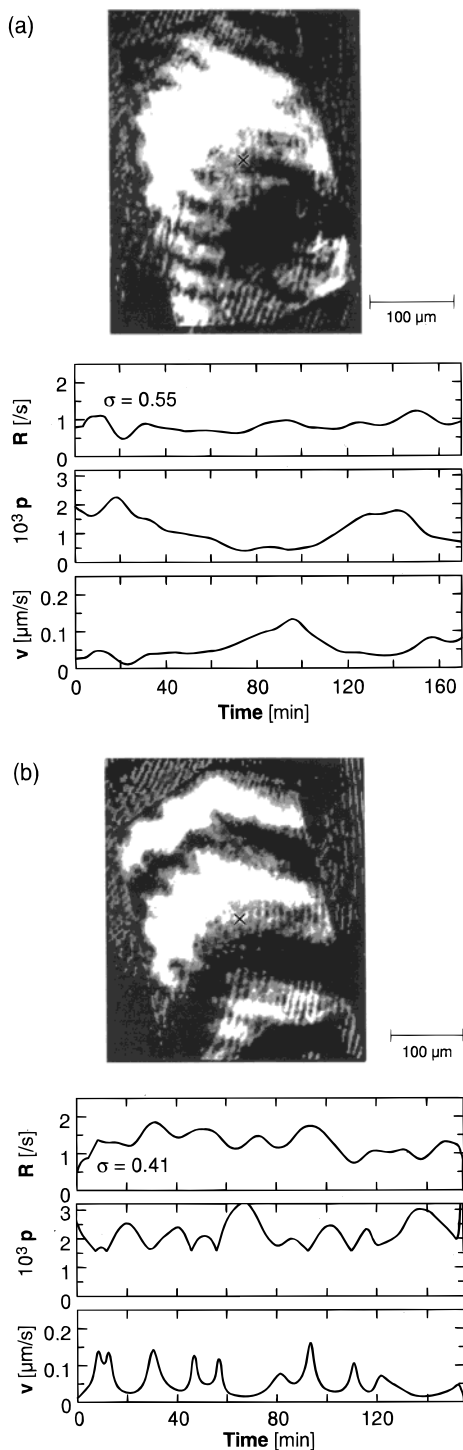 (a)
×
100 µm
2
1
0
R [/s]
σ = 0.55
3
2
1
0
10³ p
0.2
0.1
0
v [µm/s]
0 40 80 120 160
Time [min]
(b)
×
100 µm
2
1
0
R [/s]
σ = 0.41
3
2
1
0
10³ p
0.2
0.1
0
v [µm/s]
0 40 80 120
Time [min]